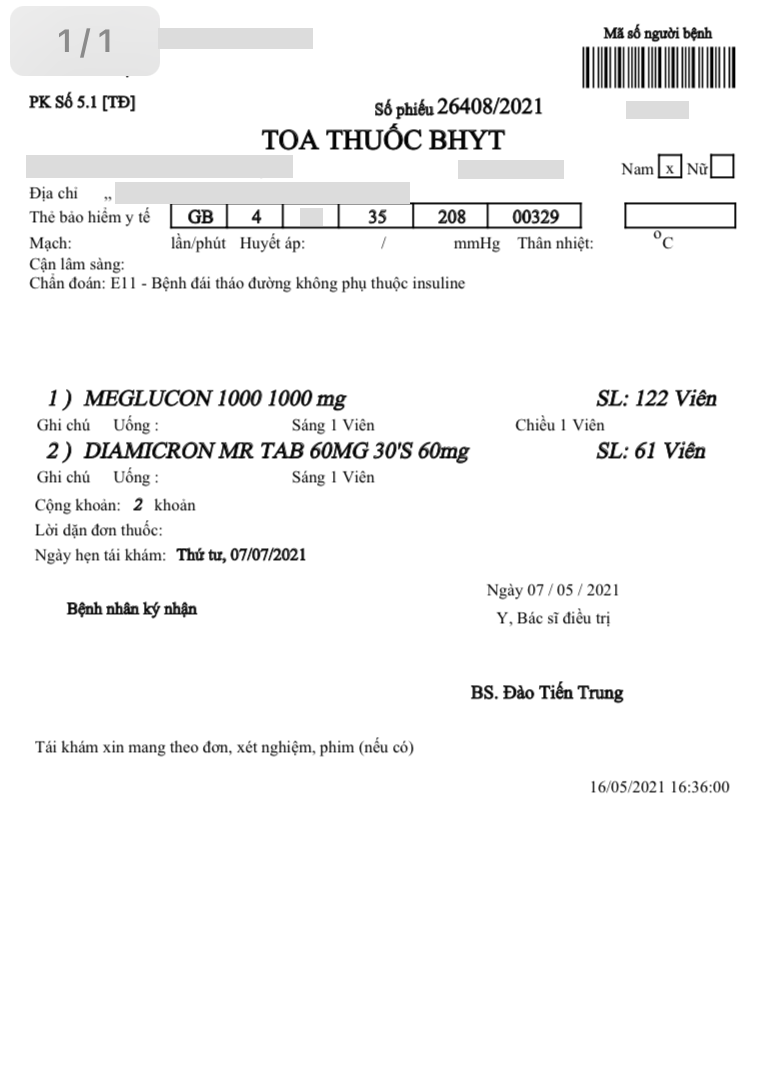 1/1
Mã số người bệnh
PK Số 5.1 [TĐ]
Số phiếu 26408/2021
TOA THUỐC BHYT
Nam x Nữ
Địa chỉ ,,
Thẻ bảo hiểm y tế GB 4 35 208 00329
Mạch: lần/phút Huyết áp: / mmHg Thân nhiệt: °C
Cận lâm sàng:
Chẩn đoán: E11 - Bệnh đái tháo đường không phụ thuộc insuline
1 ) MEGLUCON 1000 1000 mg SL: 122 Viên
Ghi chú Uống : Sáng 1 Viên Chiều 1 Viên
2 ) DIAMICRON MR TAB 60MG 30'S 60mg SL: 61 Viên
Ghi chú Uống : Sáng 1 Viên
Cộng khoản: 2 khoản
Lời dặn đơn thuốc:
Ngày hẹn tái khám: Thứ tư, 07/07/2021
Ngày 07 / 05 / 2021
Bệnh nhân ký nhận
Y, Bác sĩ điều trị
BS. Đào Tiến Trung
Tái khám xin mang theo đơn, xét nghiệm, phim (nếu có)
16/05/2021 16:36:00